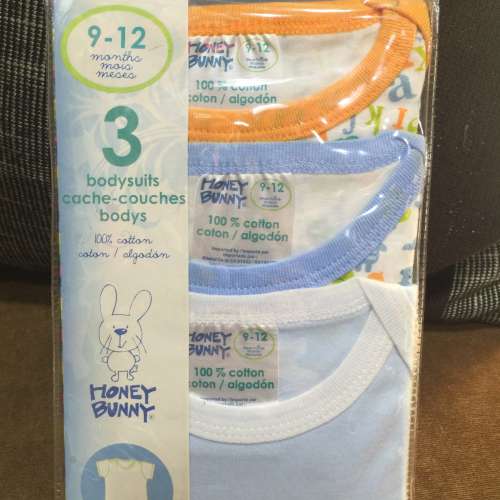 9-12
months
mois
meses
3
bodysuits
cache-couches
bodys
100% cotton
coton / algodón
HONEY
BUNNY
HONEY
BUNNY
9-12
100 % cotton
coton / algodón
HONEY
BUNNY
9-12
100 % cotton
coton / algodón
HONEY
BUNNY
9-12
100 % cotton
coton / algodón